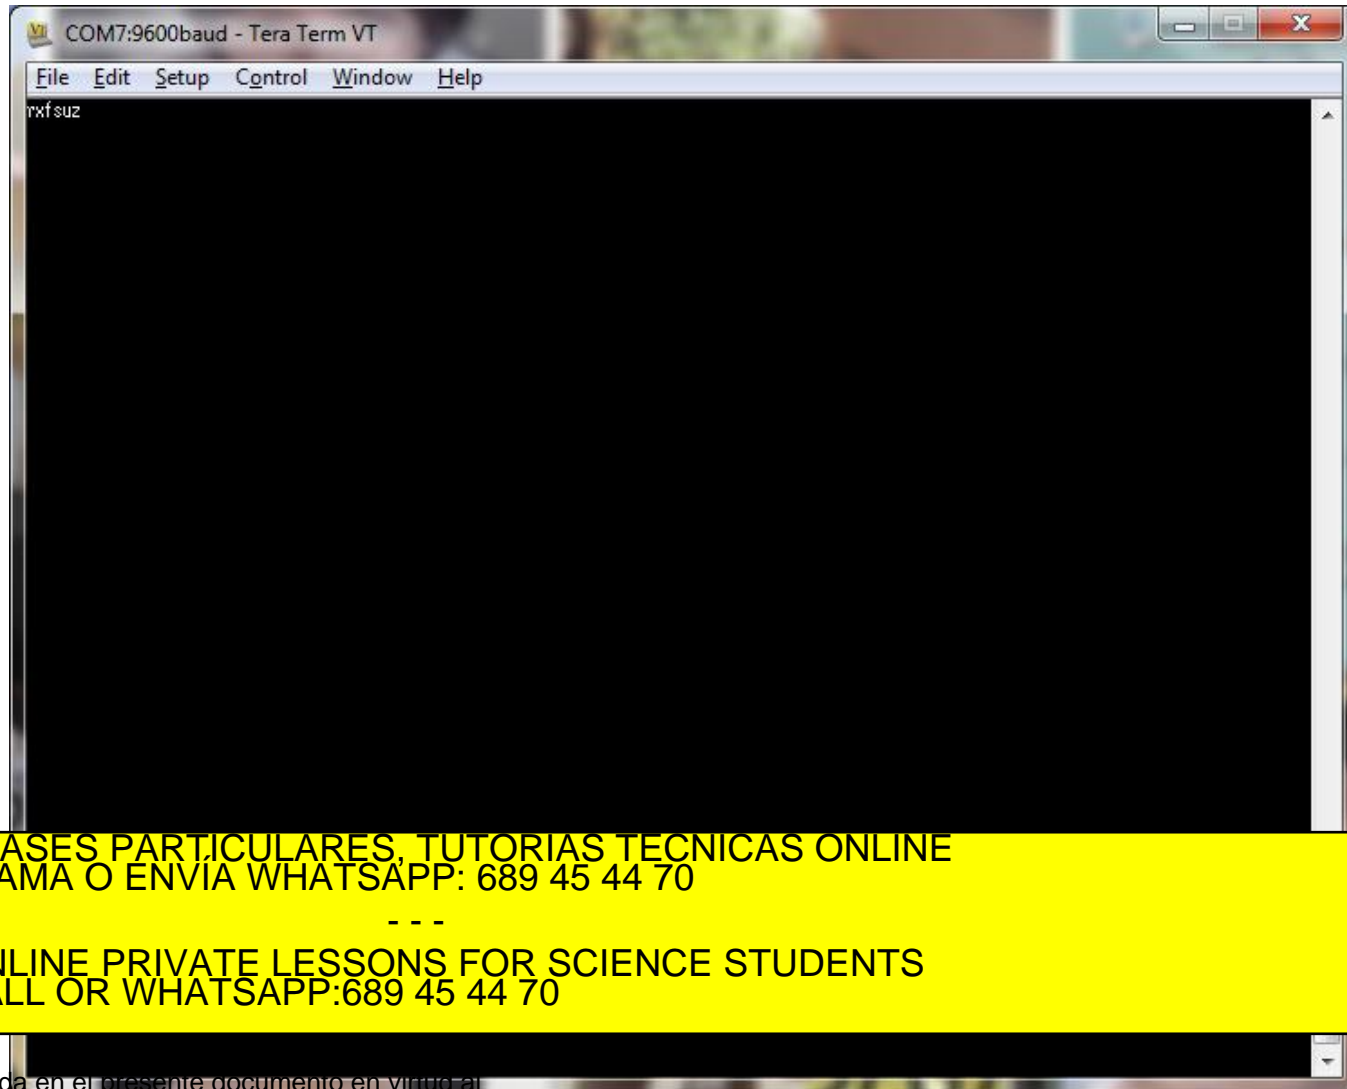 COM7:9600baud - Tera Term VT
File Edit Setup Control Window Help
rxfsuz
ASES PARTICULARES, TUTORIAS TECNICAS ONLINE
AMA O ENVÍA WHATSAPP: 689 45 44 70
- - -
NLINE PRIVATE LESSONS FOR SCIENCE STUDENTS
ALL OR WHATSAPP:689 45 44 70
da en el presente documento en virtud al